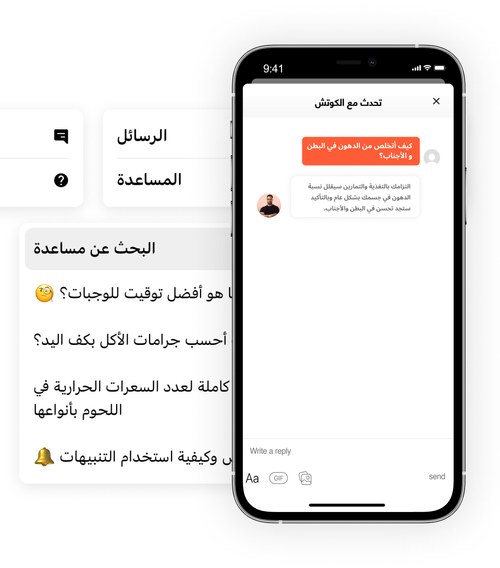 9:41
تحدث مع الكوتش
كيف أتخلص من الدهون في البطن
و الأجناب؟
التزامك بالتغذية والتمارين سيقلل نسبة
الدهون في جسمك بشكل عام وبالتأكيد
ستجد تحسن في البطن والأجناب.
Write a reply
Aa
GIF
send
الرسائل
المساعدة
البحث عن مساعدة
هو أفضل توقيت للوجبات؟ 🧐
أحسب جرامات الأكل بكف اليد؟
كاملة لعدد السعرات الحرارية في
اللحوم بأنواعها
وكيفية استخدام التنبيهات 🔔